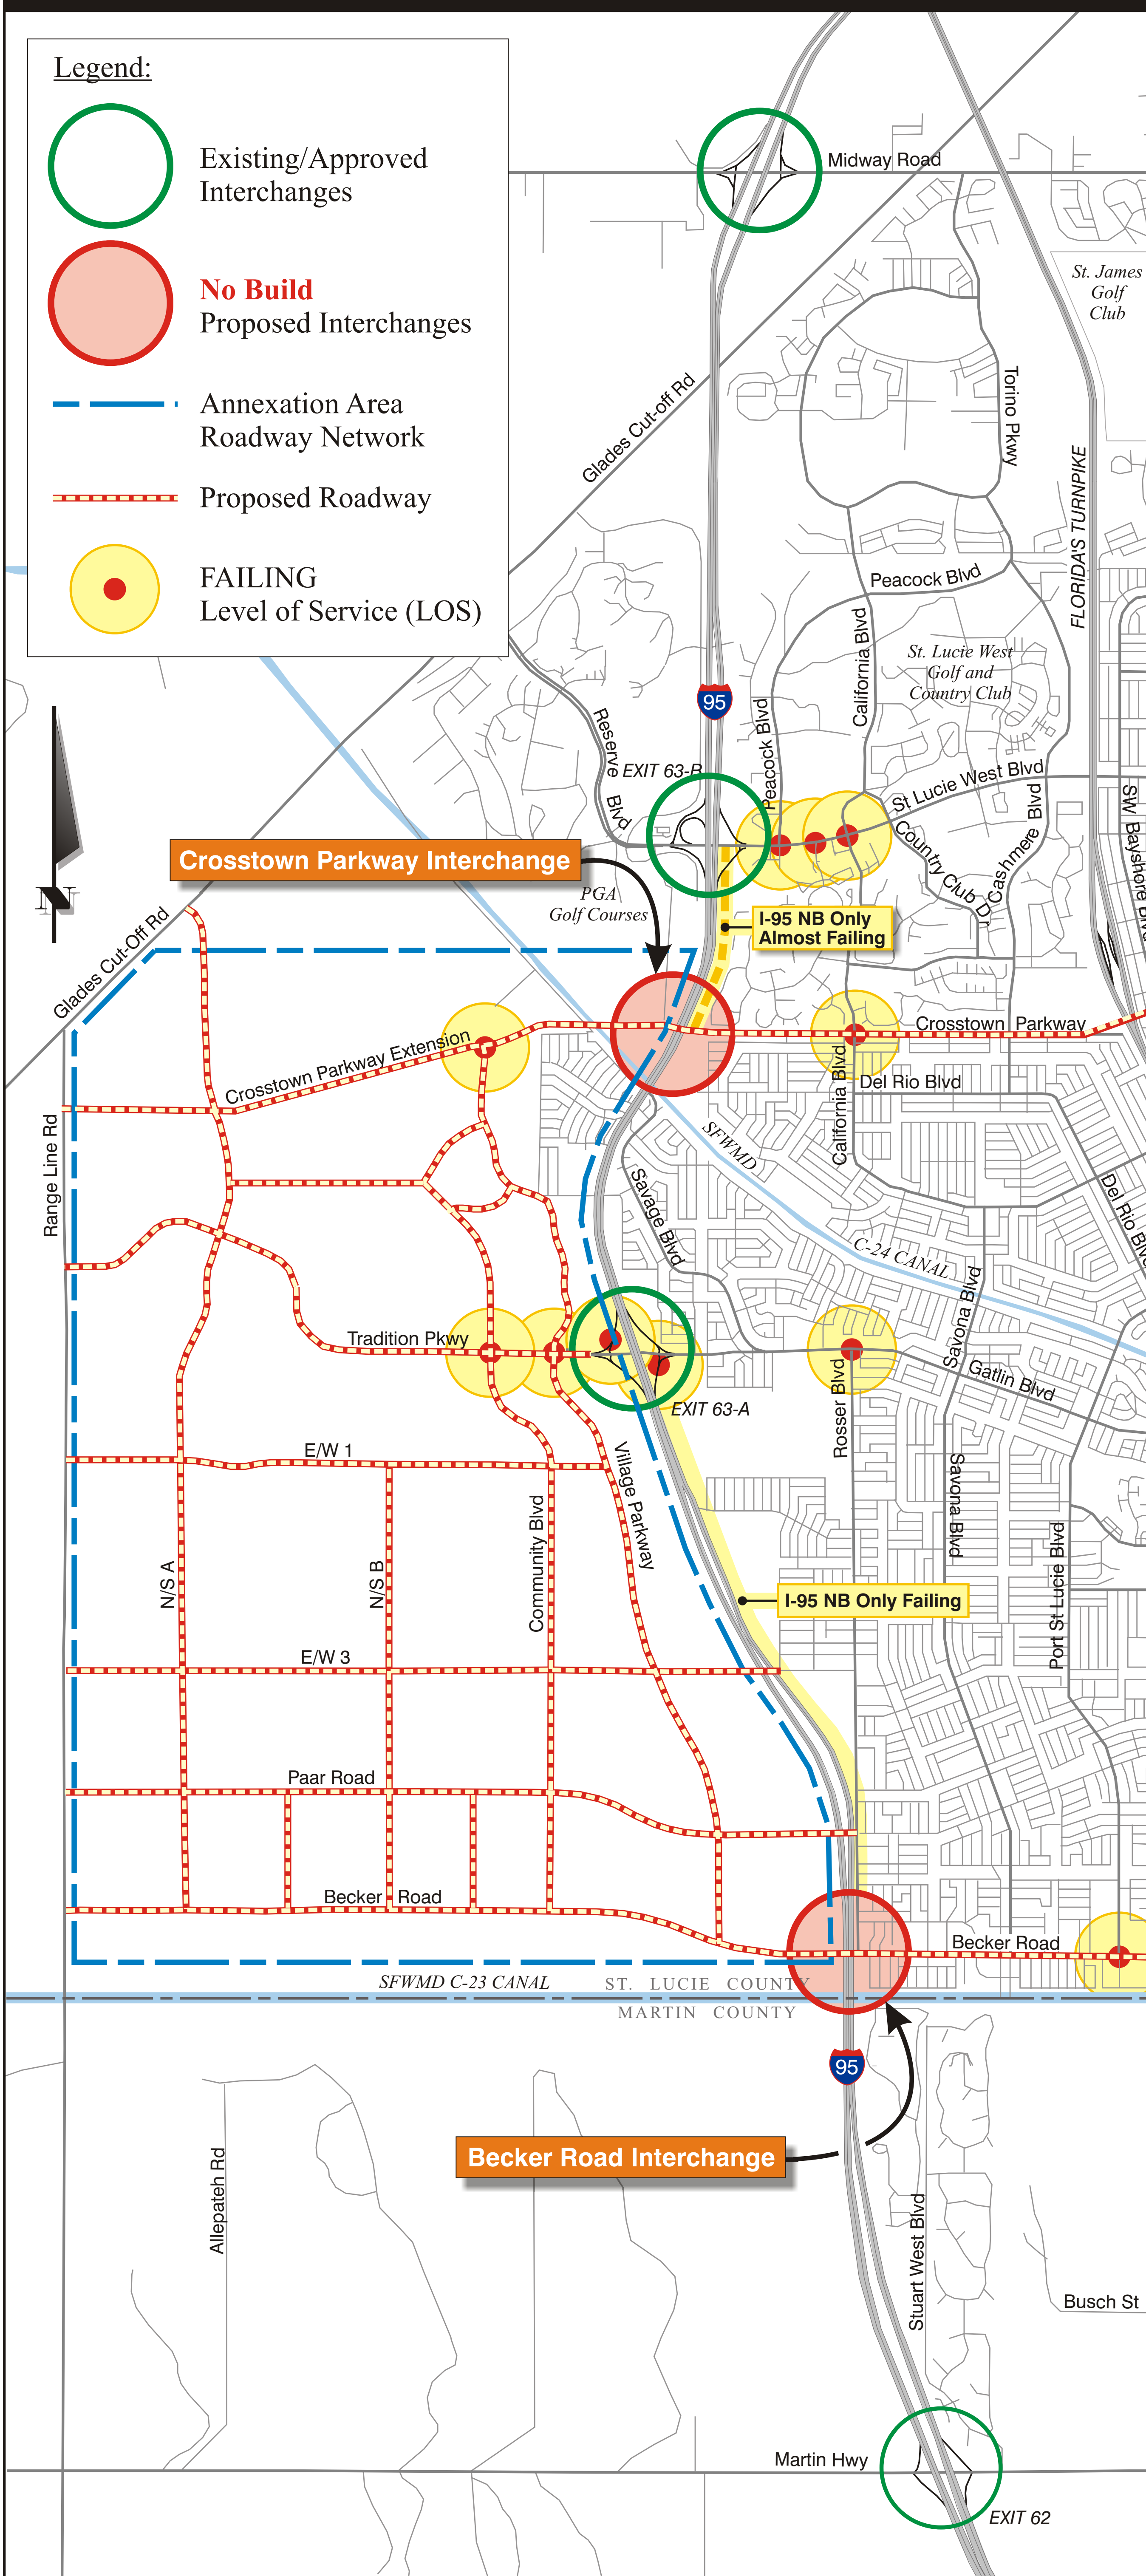 Legend:
Existing/Approved
Interchanges
No Build
Proposed Interchanges
Annexation Area
Roadway Network
Proposed Roadway
FAILING
Level of Service (LOS)
Midway Road
St. James
Golf
Club
Torino Pkwy
Glades Cut-off Rd
FLORIDA'S TURNPIKE
Peacock Blvd
California Blvd
St. Lucie West
Golf and
Country Club
95
Reserve
Blvd
EXIT 63-B
Peacock Blvd
St Lucie West Blvd
Country Club Dr
Cashmere Blvd
SW Bayshore Blvd
Crosstown Parkway Interchange
PGA
Golf Courses
N
I-95 NB Only
Almost Failing
Glades Cut-Off Rd
Crosstown Parkway Extension
Crosstown Parkway
Del Rio Blvd
California Blvd
Range Line Rd
SFWMD
C-24 CANAL
Savage Blvd
Del Rio Blvd
Savona Blvd
Tradition Pkwy
Gatlin Blvd
EXIT 63-A
Rosser Blvd
E/W 1
Village Parkway
Savona Blvd
Community Blvd
N/S A
N/S B
Port St Lucie Blvd
I-95 NB Only Failing
E/W 3
Paar Road
Becker Road
Becker Road
SFWMD C-23 CANAL
ST. LUCIE COUNTY
MARTIN COUNTY
95
Becker Road Interchange
Allepateh Rd
Stuart West Blvd
Busch St
Martin Hwy
EXIT 62